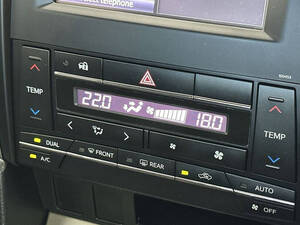 telephone
TEMP
22.0
18.0
TEMP
DUAL
FRONT
REAR
AUTO
A/C
OFF